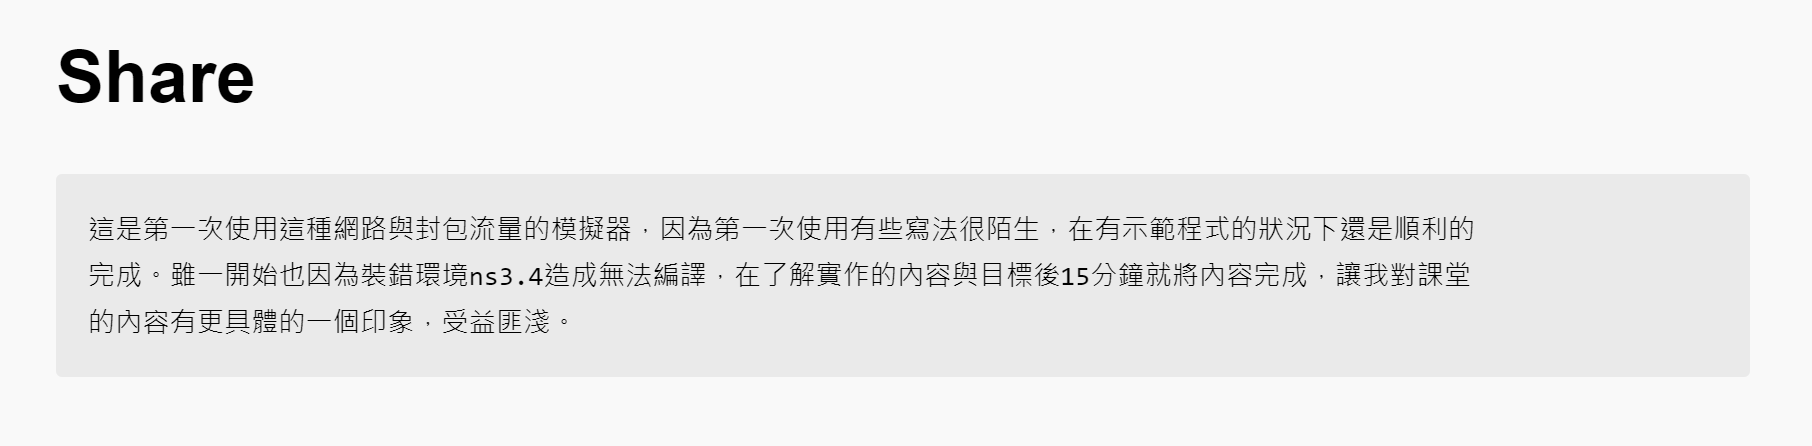 Share
這是第一次使用這種網路與封包流量的模擬器，因為第一次使用有些寫法很陌生，在有示範程式的狀況下還是順利的
完成。雖一開始也因為裝錯環境ns3.4造成無法編譯，在了解實作的內容與目標後15分鐘就將內容完成，讓我對課堂
的內容有更具體的一個印象，受益匪淺。